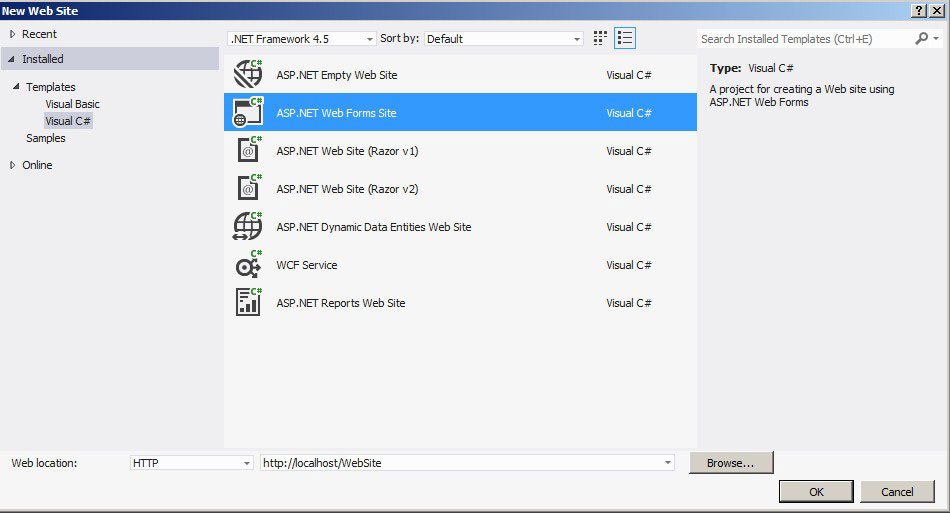 New Web Site
? X
Recent
.NET Framework 4.5 Sort by: Default
Search Installed Templates (Ctrl+E)
Installed
Templates
Visual Basic
Visual C#
Samples
Online
C# ASP.NET Empty Web Site Visual C#
C# ASP.NET Web Forms Site Visual C#
C# @ ASP.NET Web Site (Razor v1) Visual C#
C# @ ASP.NET Web Site (Razor v2) Visual C#
C# ASP.NET Dynamic Data Entities Web Site Visual C#
C# WCF Service Visual C#
C# ASP.NET Reports Web Site Visual C#
Type: Visual C#
A project for creating a Web site using
ASP.NET Web Forms
Web location: HTTP http://localhost/WebSite Browse...
OK Cancel